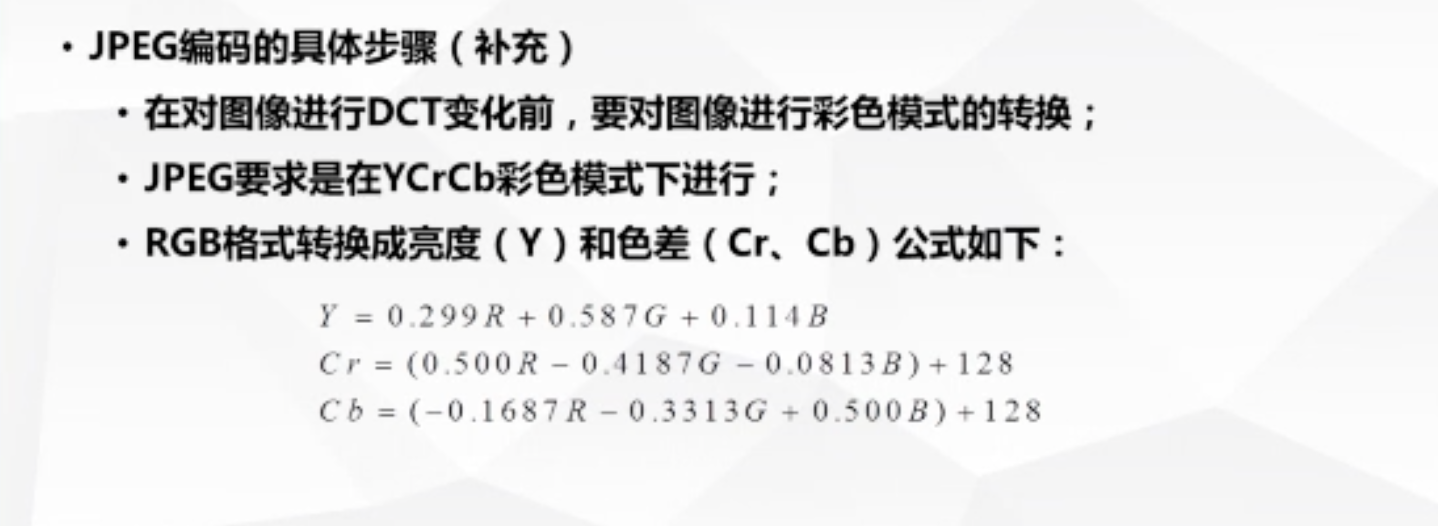 • JPEG编码的具体步骤（补充）
• 在对图像进行DCT变化前，要对图像进行彩色模式的转换；
• JPEG要求是在YCrCb彩色模式下进行；
• RGB格式转换成亮度（Y）和色差（Cr、Cb）公式如下：
Y = 0.299R + 0.587G + 0.114B
Cr = (0.500R − 0.4187G − 0.0813B) + 128
Cb = (−0.1687R − 0.3313G + 0.500B) + 128